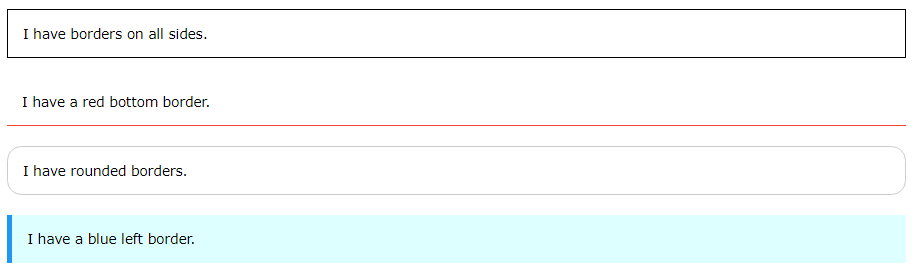 I have borders on all sides.
I have a red bottom border.
I have rounded borders.
I have a blue left border.